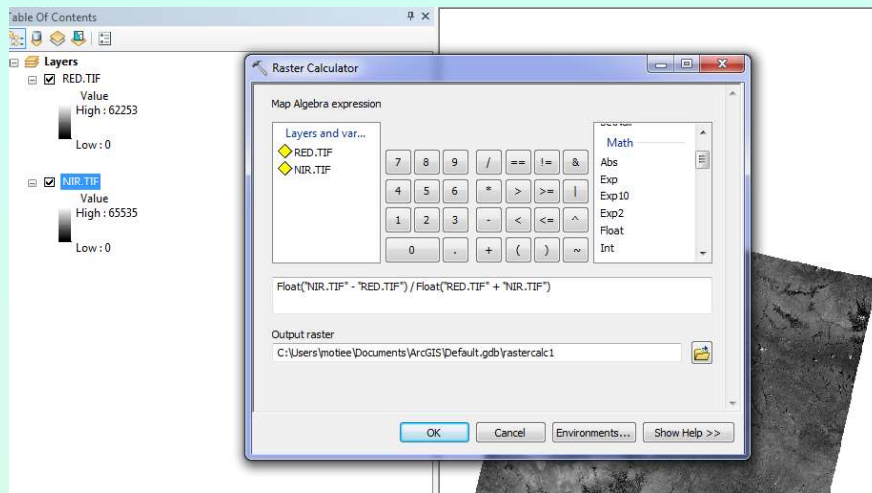 Table Of Contents
Layers
RED.TIF
Value
High : 62253
Low : 0
NIR.TIF
Value
High : 65535
Low : 0
Raster Calculator
Map Algebra expression
Layers and var...
RED.TIF
NIR.TIF
7 8 9 / == != &
4 5 6 * > >= |
1 2 3 - < <= ^
0 . + ( ) ~
Math
Abs
Exp
Exp10
Exp2
Float
Int
Float("NIR.TIF" - "RED.TIF") / Float("RED.TIF" + "NIR.TIF")
Output raster
C:\Users\motiee\Documents\ArcGIS\Default.gdb\rastercalc1
OK Cancel Environments... Show Help >>